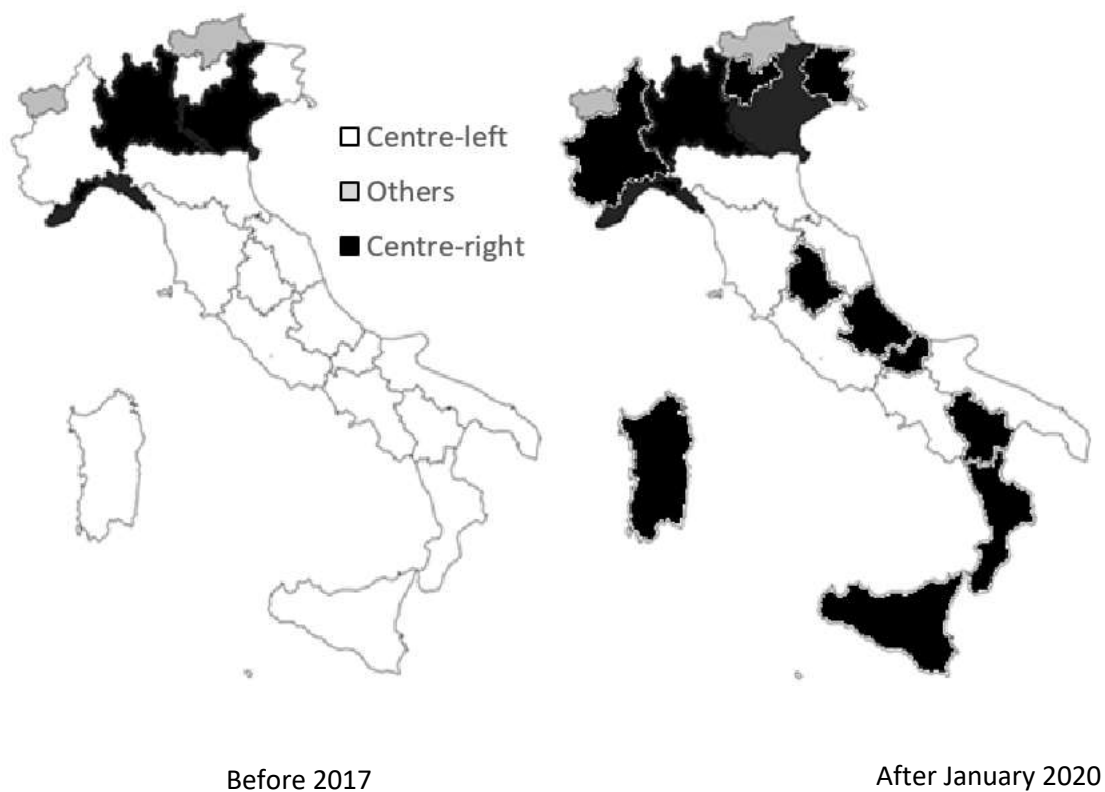 Centre-left
Others
Centre-right
Before 2017
After January 2020